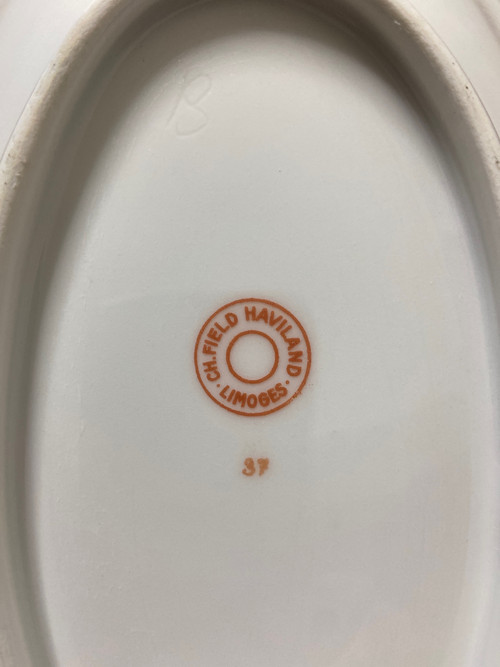 B
CH. FIELD HAVILAND
· LIMOGES ·
37